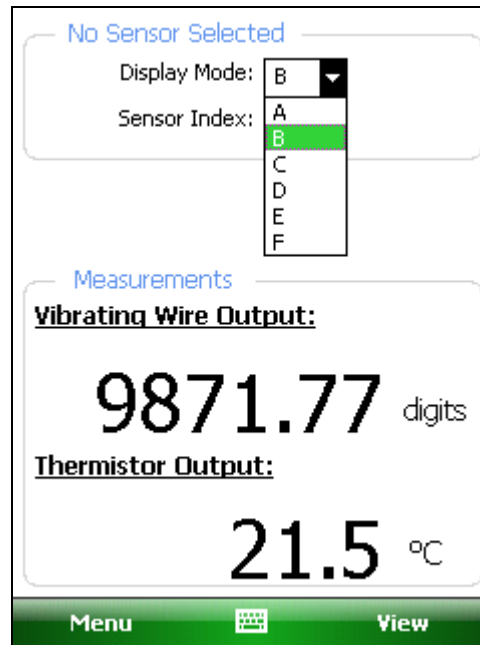 No Sensor Selected
Display Mode: B
Sensor Index:
A
B
C
D
E
F
Measurements
Vibrating Wire Output:
9871.77 digits
Thermistor Output:
21.5 ºC
Menu View